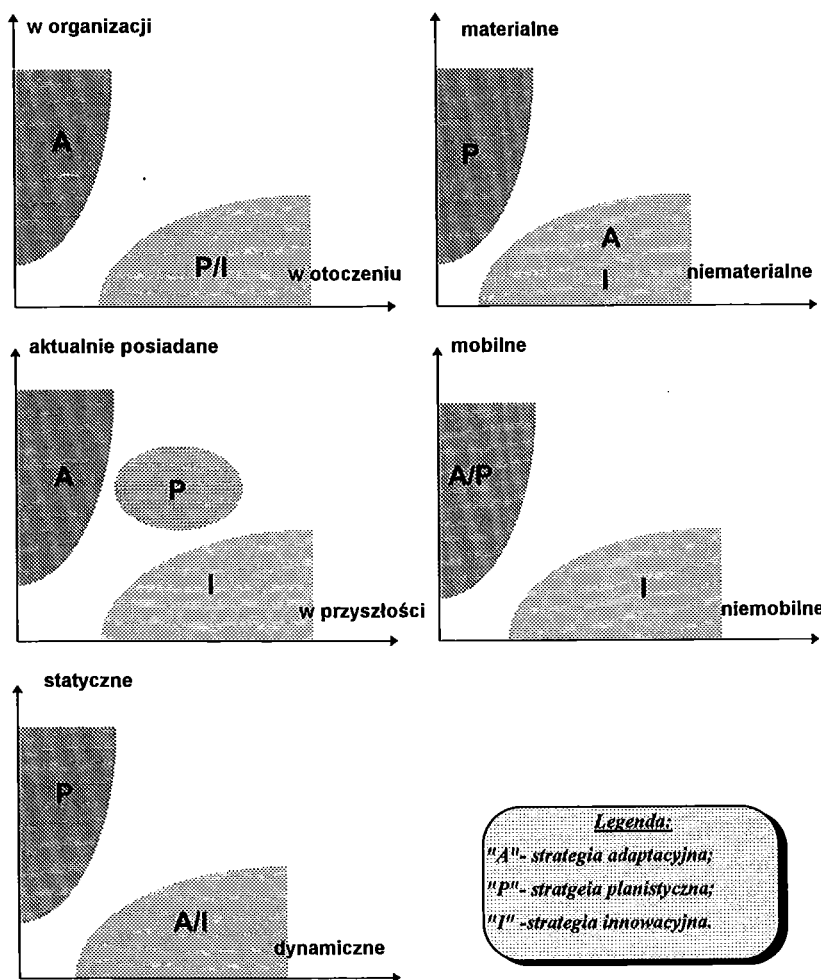 w organizacji
A
P/I
w otoczeniu
materialne
P
A
I
niematerialne
aktualnie posiadane
A
P
I
w przyszłości
mobilne
A/P
I
niemobilne
statyczne
P
A/I
dynamiczne
Legenda:
"A"- strategia adaptacyjna;
"P"- stratgeia planistyczna;
"I" -strategia innowacyjna.